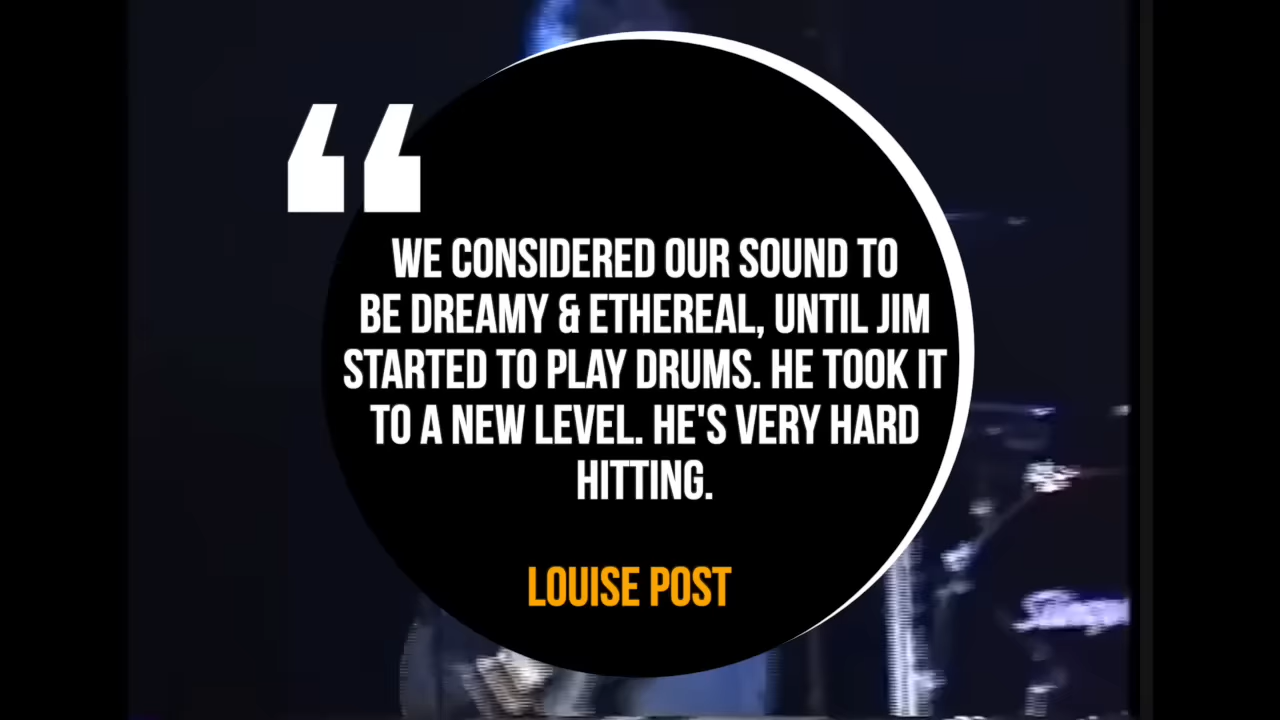 “
WE CONSIDERED OUR SOUND TO
BE DREAMY & ETHEREAL, UNTIL JIM
STARTED TO PLAY DRUMS. HE TOOK IT
TO A NEW LEVEL. HE'S VERY HARD
HITTING.
LOUISE POST